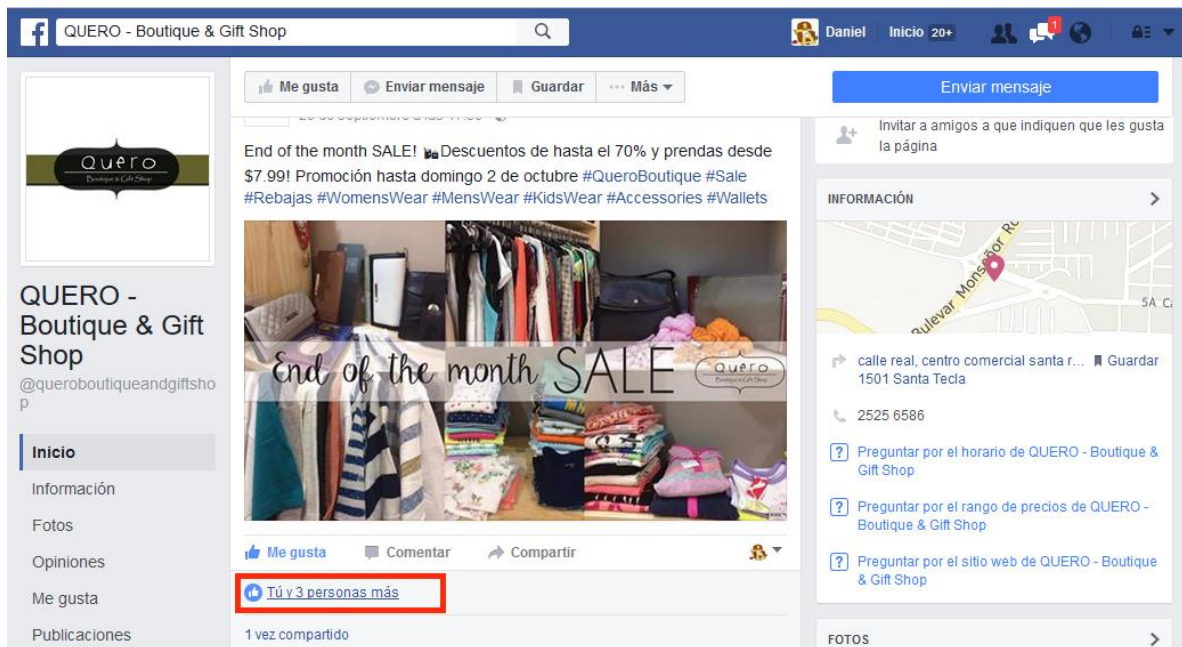 QUERO - Boutique & Gift Shop
Daniel
Inicio 20+
1
Quero
Boutique & Gift Shop
QUERO -
Boutique & Gift
Shop
@queroboutiqueandgiftsho
p
Inicio
Información
Fotos
Opiniones
Me gusta
Publicaciones
Me gusta
Enviar mensaje
Guardar
Más
End of the month SALE! Descuentos de hasta el 70% y prendas desde
$7.99! Promoción hasta domingo 2 de octubre #QueroBoutique #Sale
#Rebajas #WomensWear #MensWear #KidsWear #Accessories #Wallets
End of the month SALE
Quero
Boutique & Gift Shop
Me gusta
Comentar
Compartir
Tú y 3 personas más
1 vez compartido
Enviar mensaje
Invitar a amigos a que indiquen que les gusta
la página
INFORMACIÓN
Bulevar Monseñor Ro
5A C
calle real, centro comercial santa r... Guardar
1501 Santa Tecla
2525 6586
Preguntar por el horario de QUERO - Boutique &
Gift Shop
Preguntar por el rango de precios de QUERO -
Boutique & Gift Shop
Preguntar por el sitio web de QUERO - Boutique
& Gift Shop
FOTOS